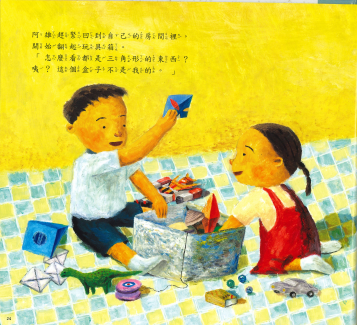 阿雄趕緊回到自己的房間裡，
開始翻起玩具箱。
「怎麼看都是三角形的東西？
咦？這個盒子不是我的。」
24